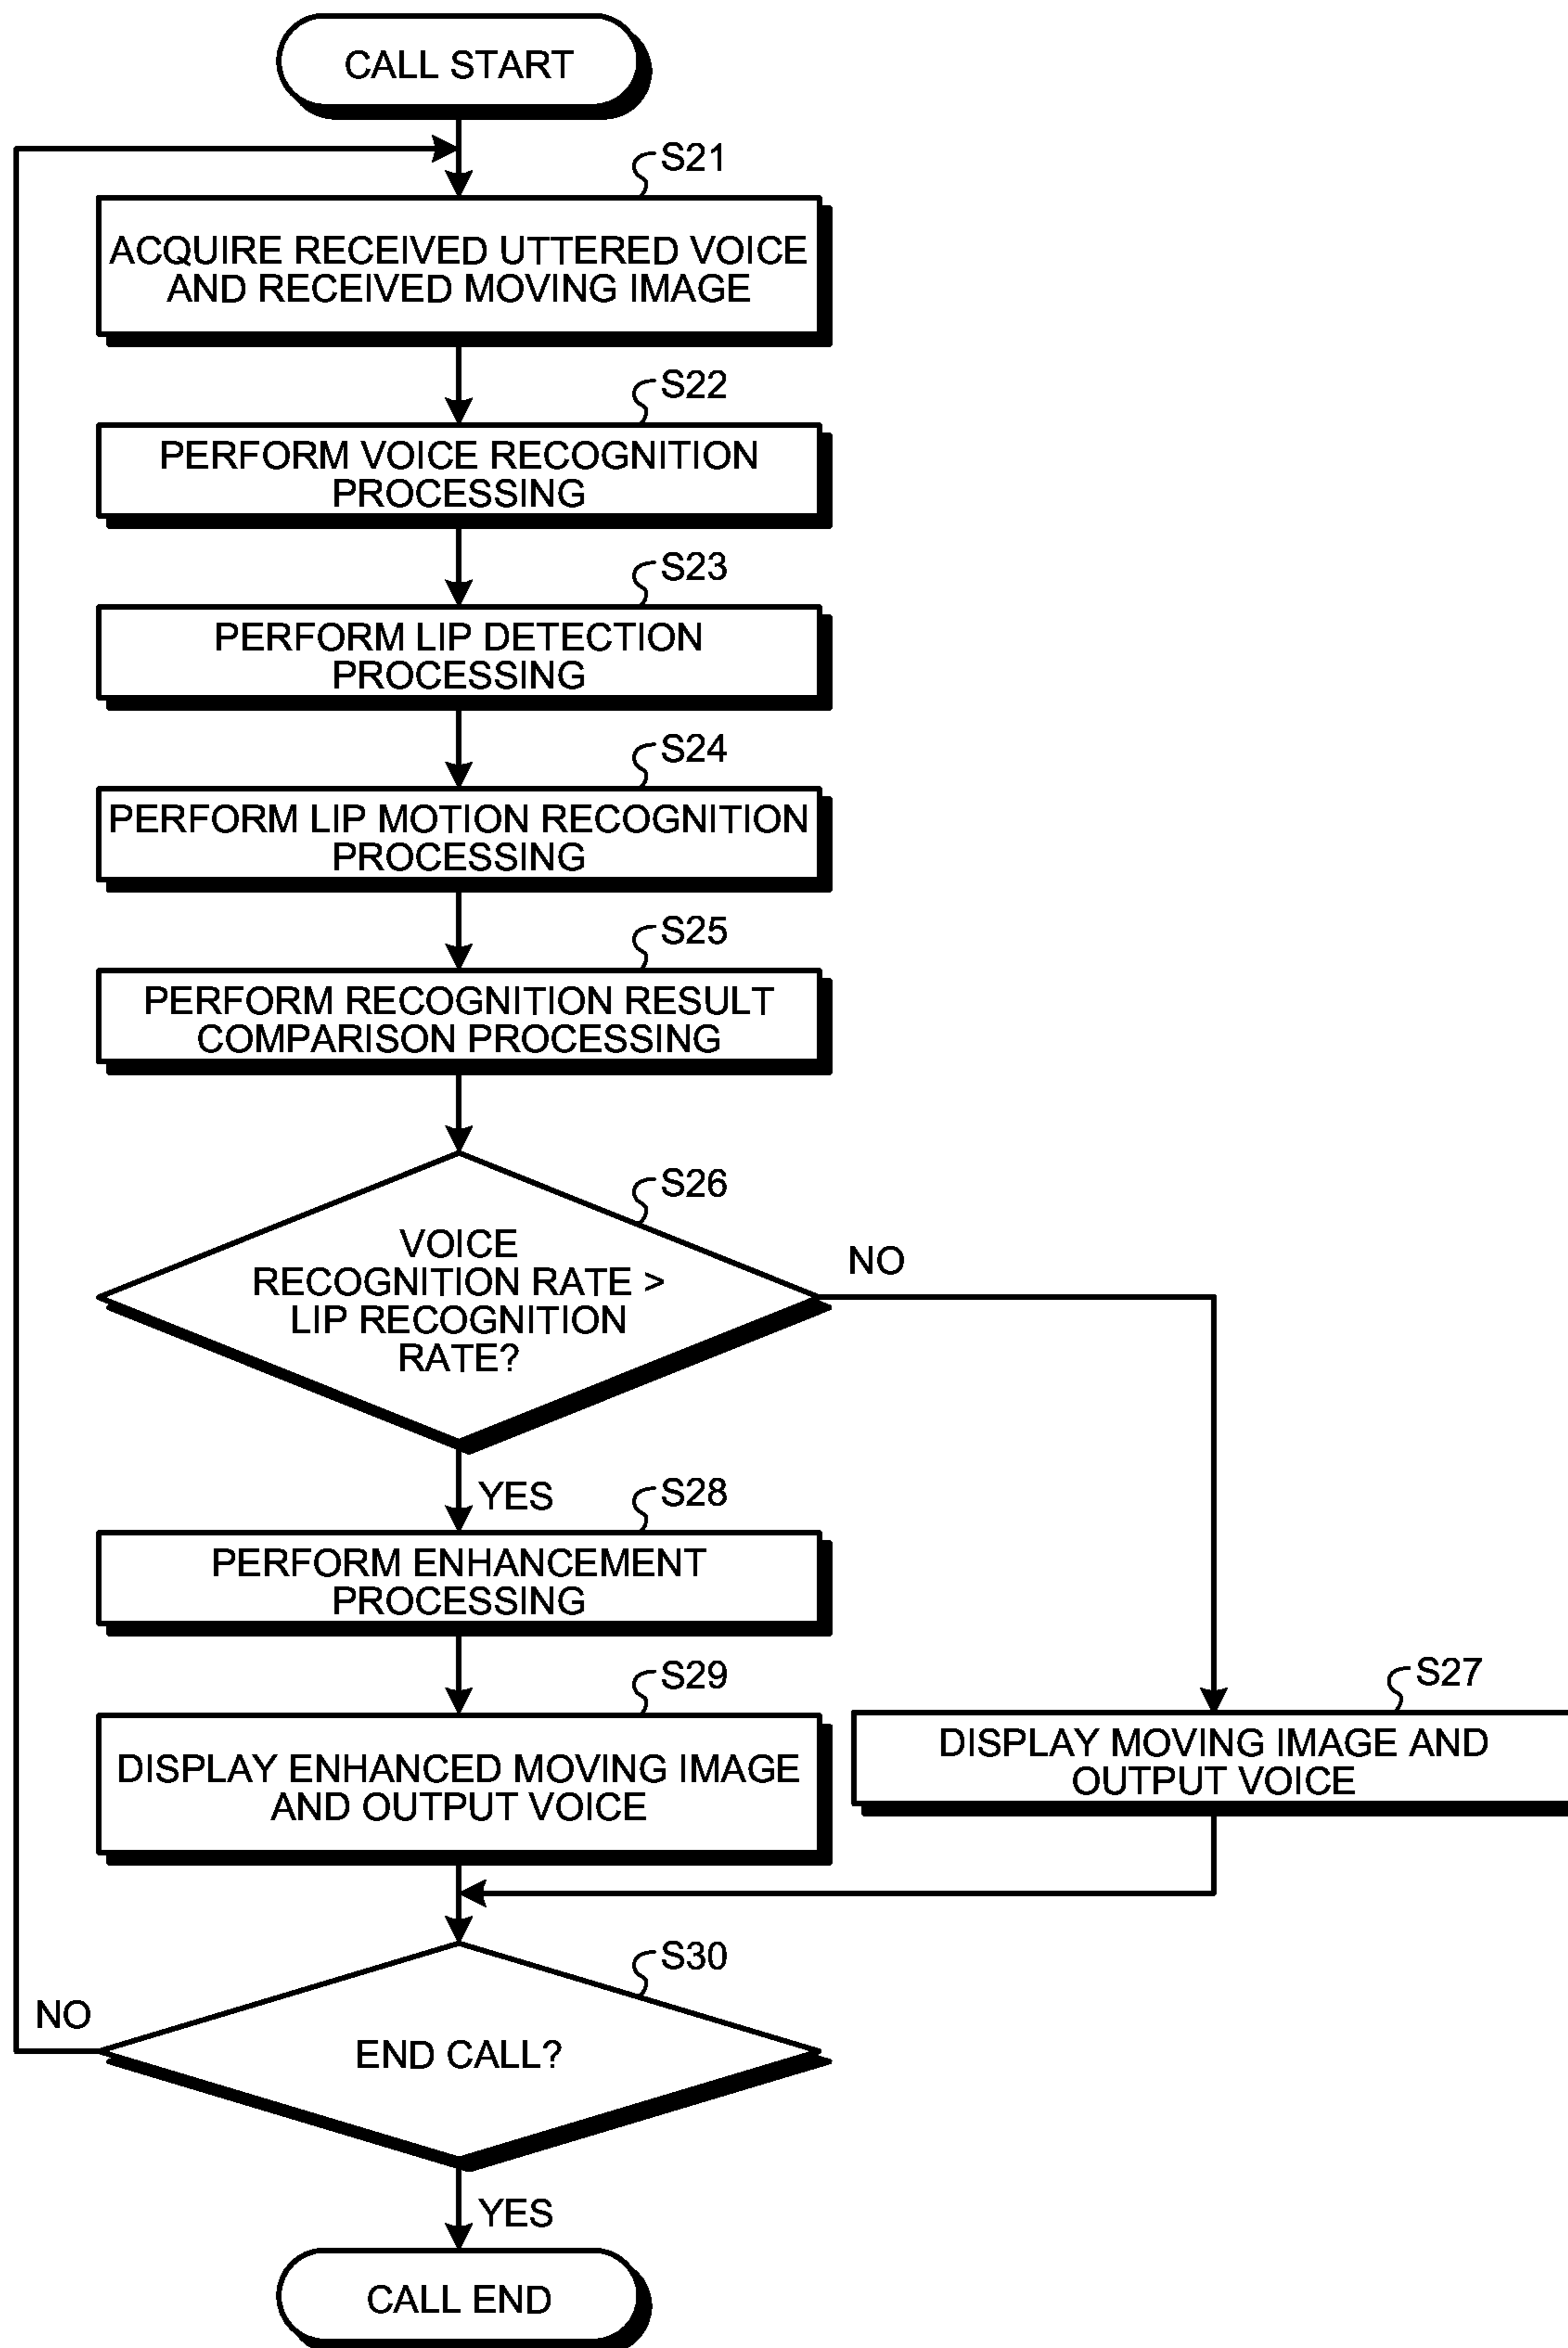 CALL START
S21
ACQUIRE RECEIVED UTTERED VOICE
AND RECEIVED MOVING IMAGE
S22
PERFORM VOICE RECOGNITION
PROCESSING
S23
PERFORM LIP DETECTION
PROCESSING
S24
PERFORM LIP MOTION RECOGNITION
PROCESSING
S25
PERFORM RECOGNITION RESULT
COMPARISON PROCESSING
S26
VOICE
RECOGNITION RATE >
LIP RECOGNITION
RATE?
NO
YES
S28
PERFORM ENHANCEMENT
PROCESSING
S29
DISPLAY ENHANCED MOVING IMAGE
AND OUTPUT VOICE
S27
DISPLAY MOVING IMAGE AND
OUTPUT VOICE
S30
END CALL?
NO
YES
CALL END